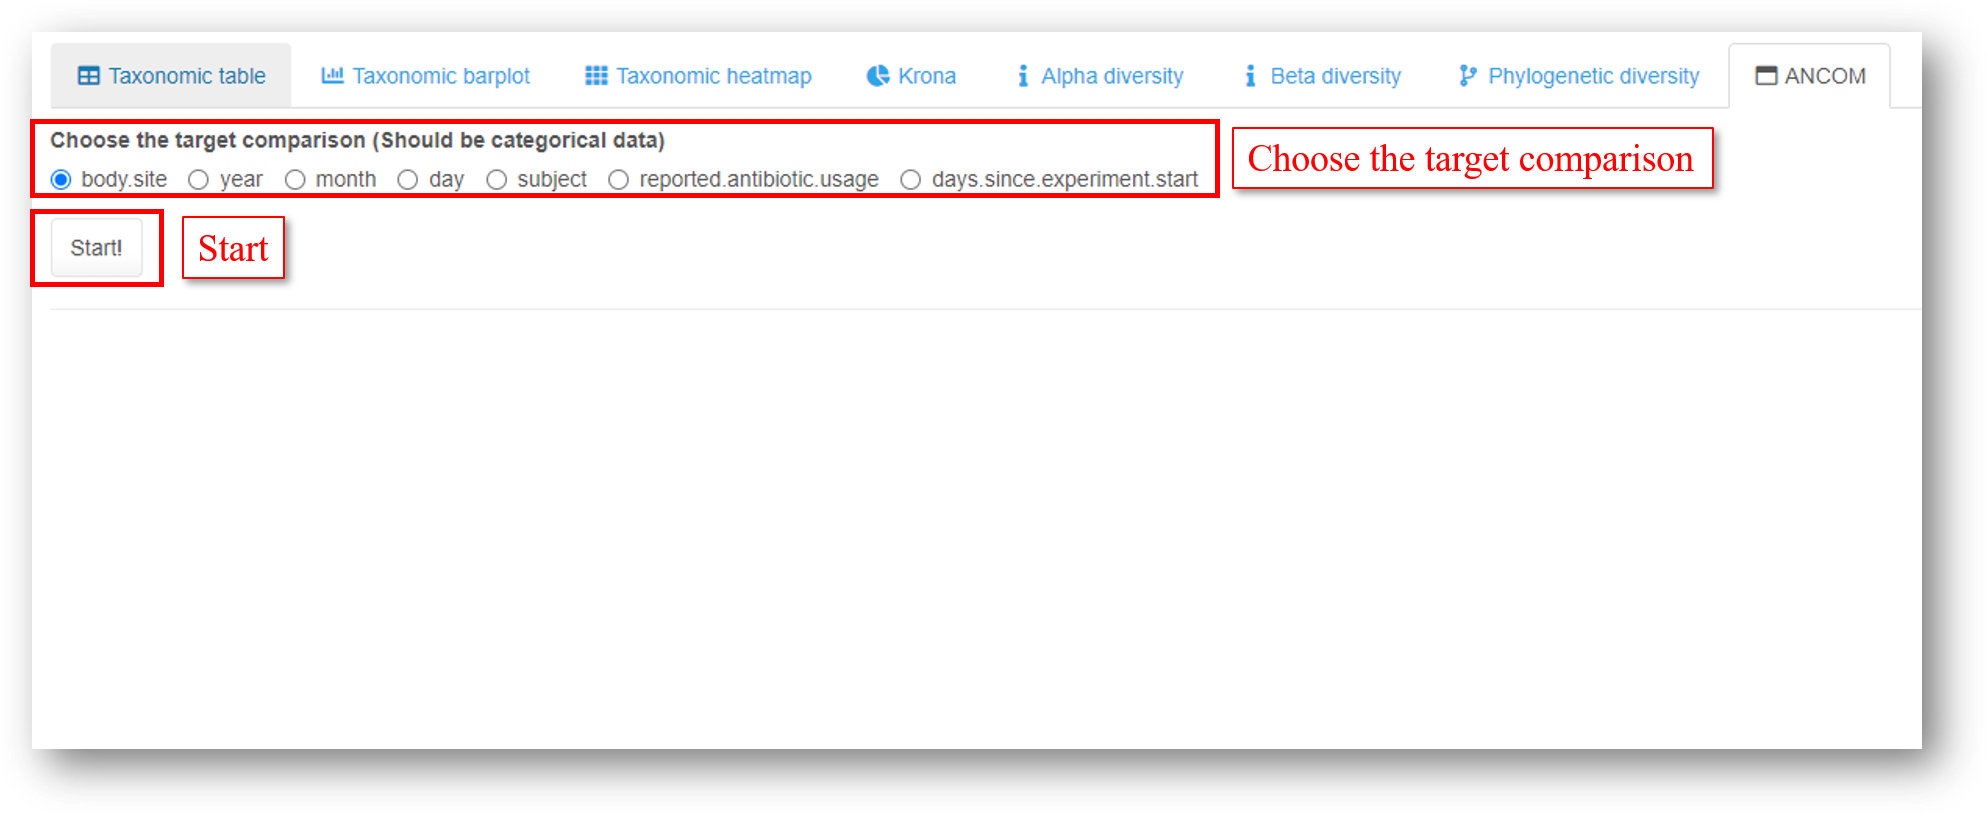 Taxonomic table Taxonomic barplot Taxonomic heatmap Krona Alpha diversity Beta diversity Phylogenetic diversity ANCOM
Choose the target comparison (Should be categorical data)
body.site year month day subject reported.antibiotic.usage days.since.experiment.start
Choose the target comparison
Start!
Start